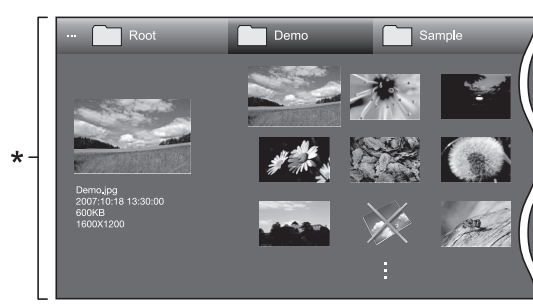 ... Root Demo Sample
*
Demo.jpg
2007:10:18 13:30:00
600KB
1600X1200